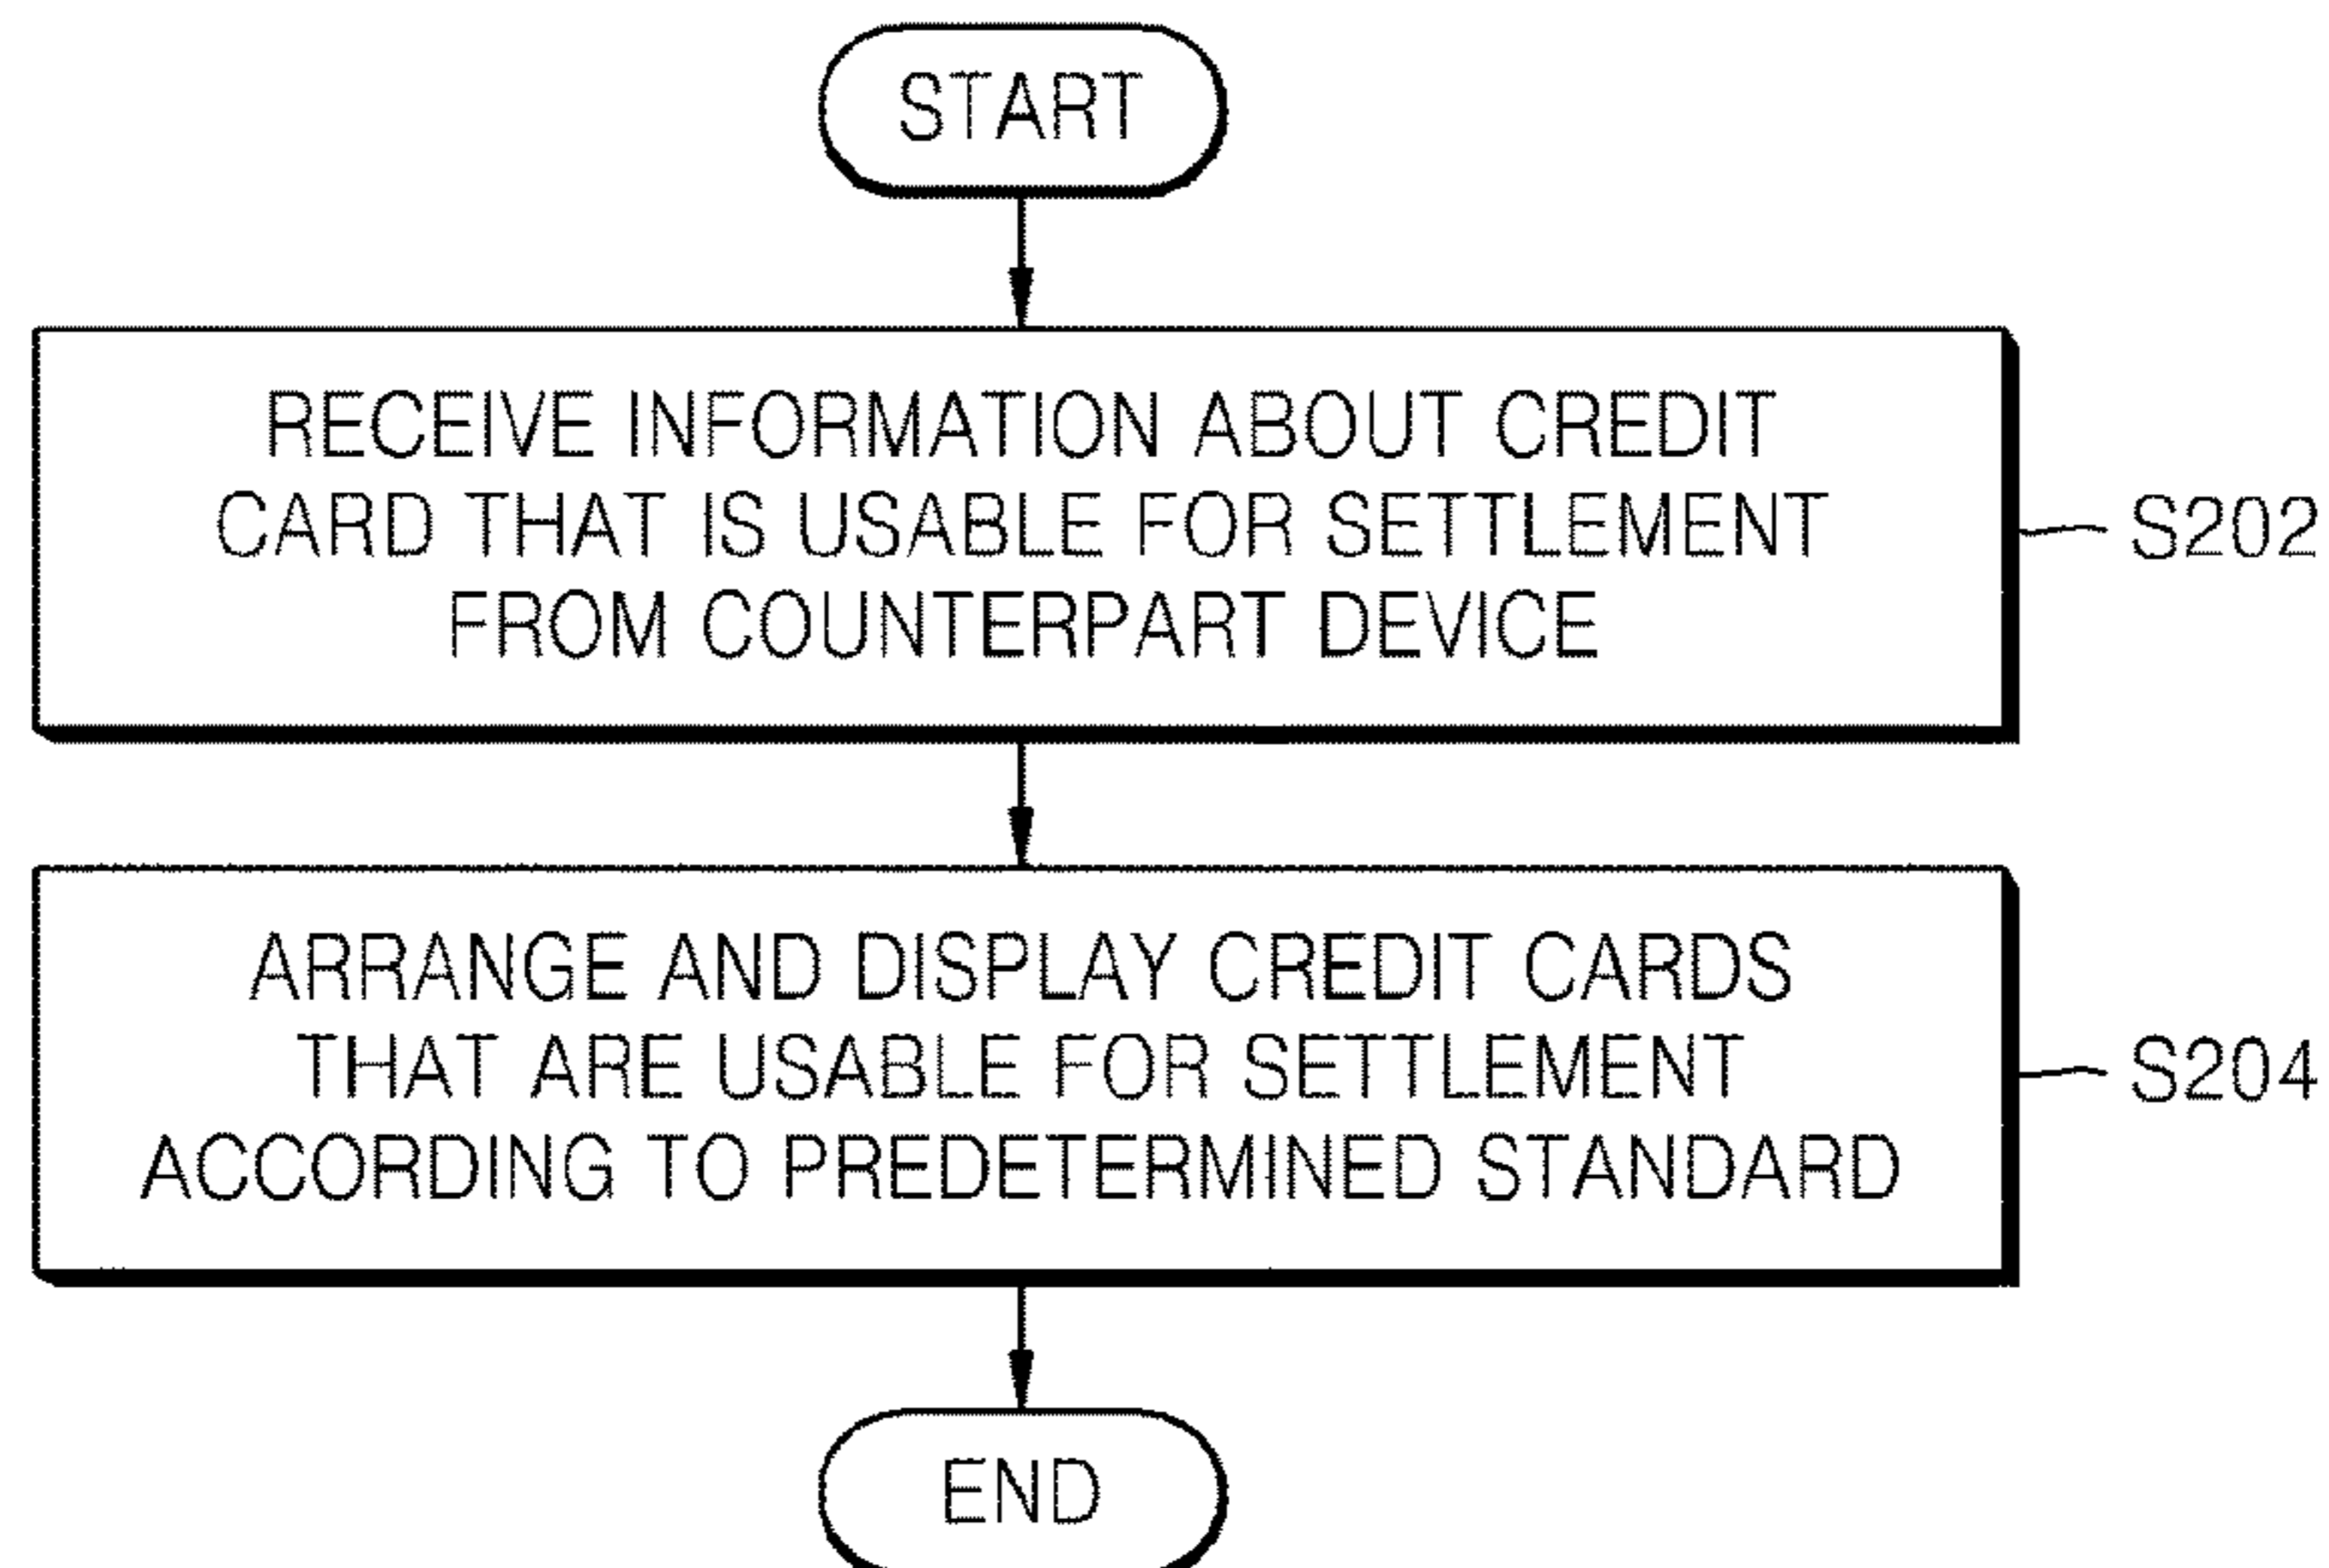 START
RECEIVE INFORMATION ABOUT CREDIT
CARD THAT IS USABLE FOR SETTLEMENT
FROM COUNTERPART DEVICE
S202
ARRANGE AND DISPLAY CREDIT CARDS
THAT ARE USABLE FOR SETTLEMENT
ACCORDING TO PREDETERMINED STANDARD
S204
END